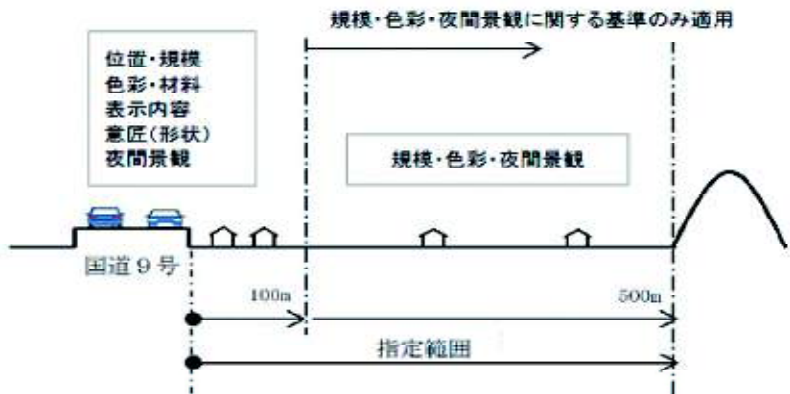 規模・色彩・夜間景観に関する基準のみ適用
位置・規模
色彩・材料
表示内容
意匠(形状)
夜間景観
規模・色彩・夜間景観
国道9号
100m
500m
指定範囲